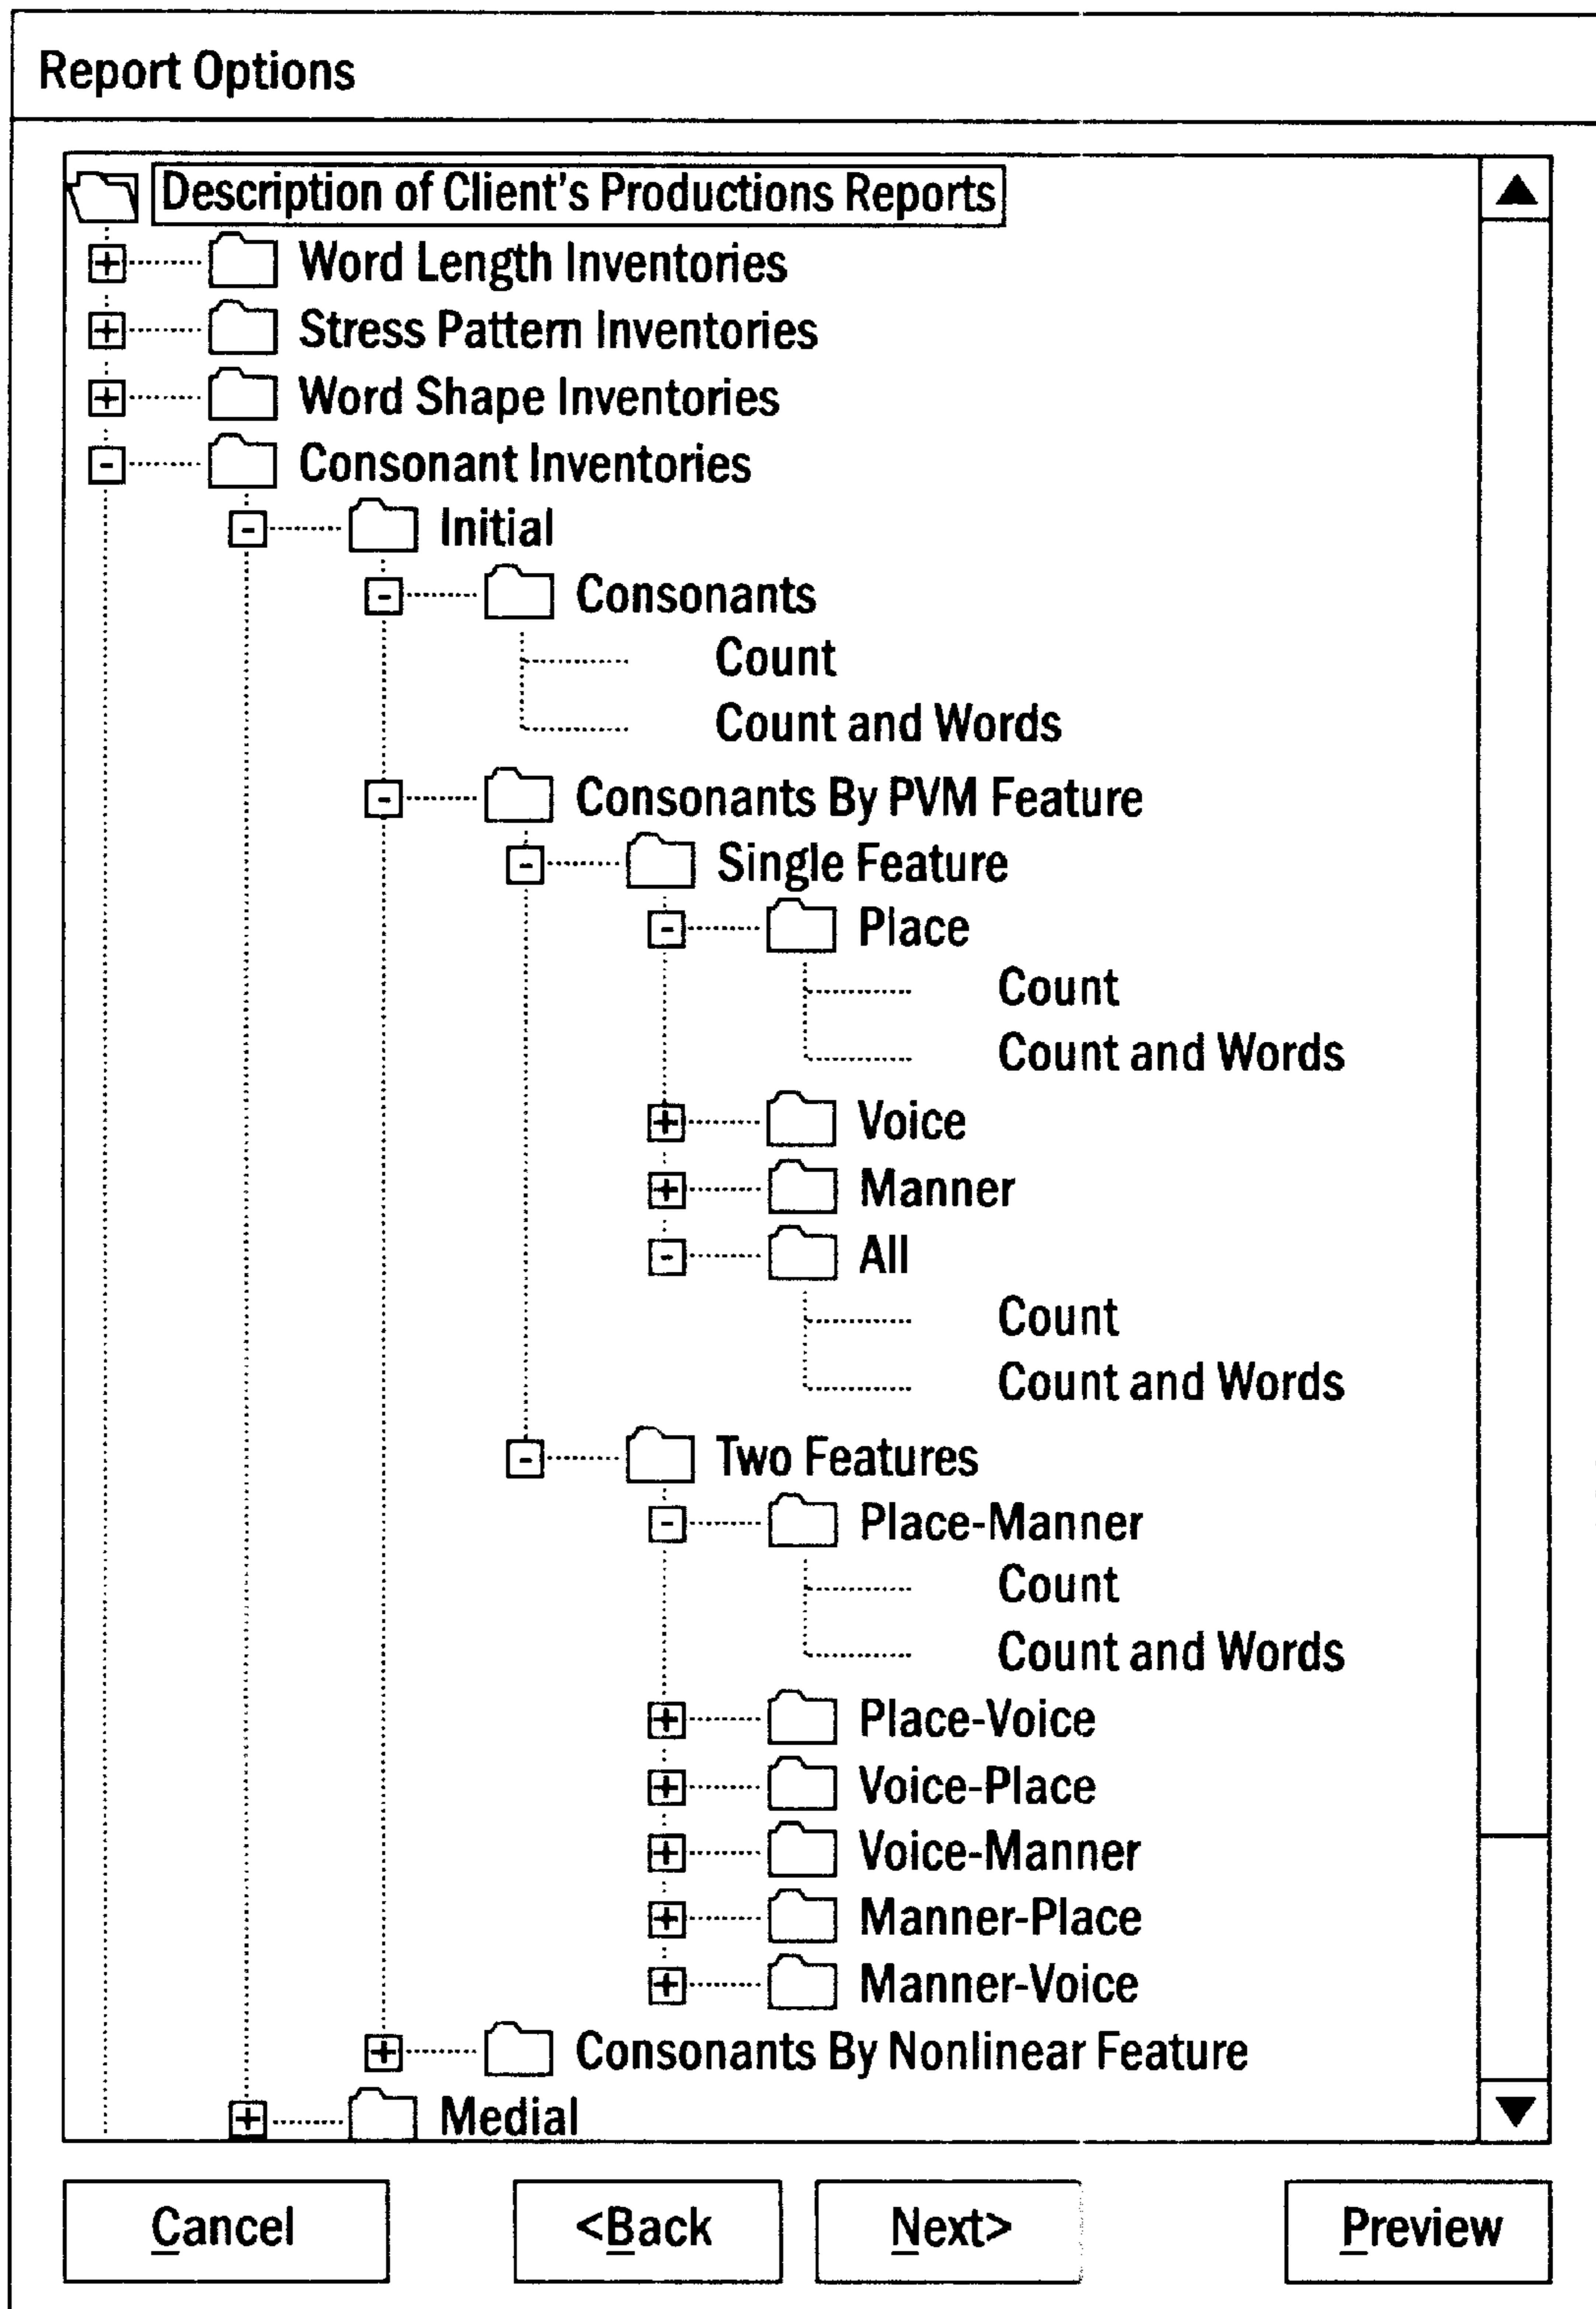 Report Options
Description of Client's Productions Reports
Word Length Inventories
Stress Pattern Inventories
Word Shape Inventories
Consonant Inventories
Initial
Consonants
Count
Count and Words
Consonants By PVM Feature
Single Feature
Place
Count
Count and Words
Voice
Manner
All
Count
Count and Words
Two Features
Place-Manner
Count
Count and Words
Place-Voice
Voice-Place
Voice-Manner
Manner-Place
Manner-Voice
Consonants By Nonlinear Feature
Medial
Cancel <Back Next> Preview